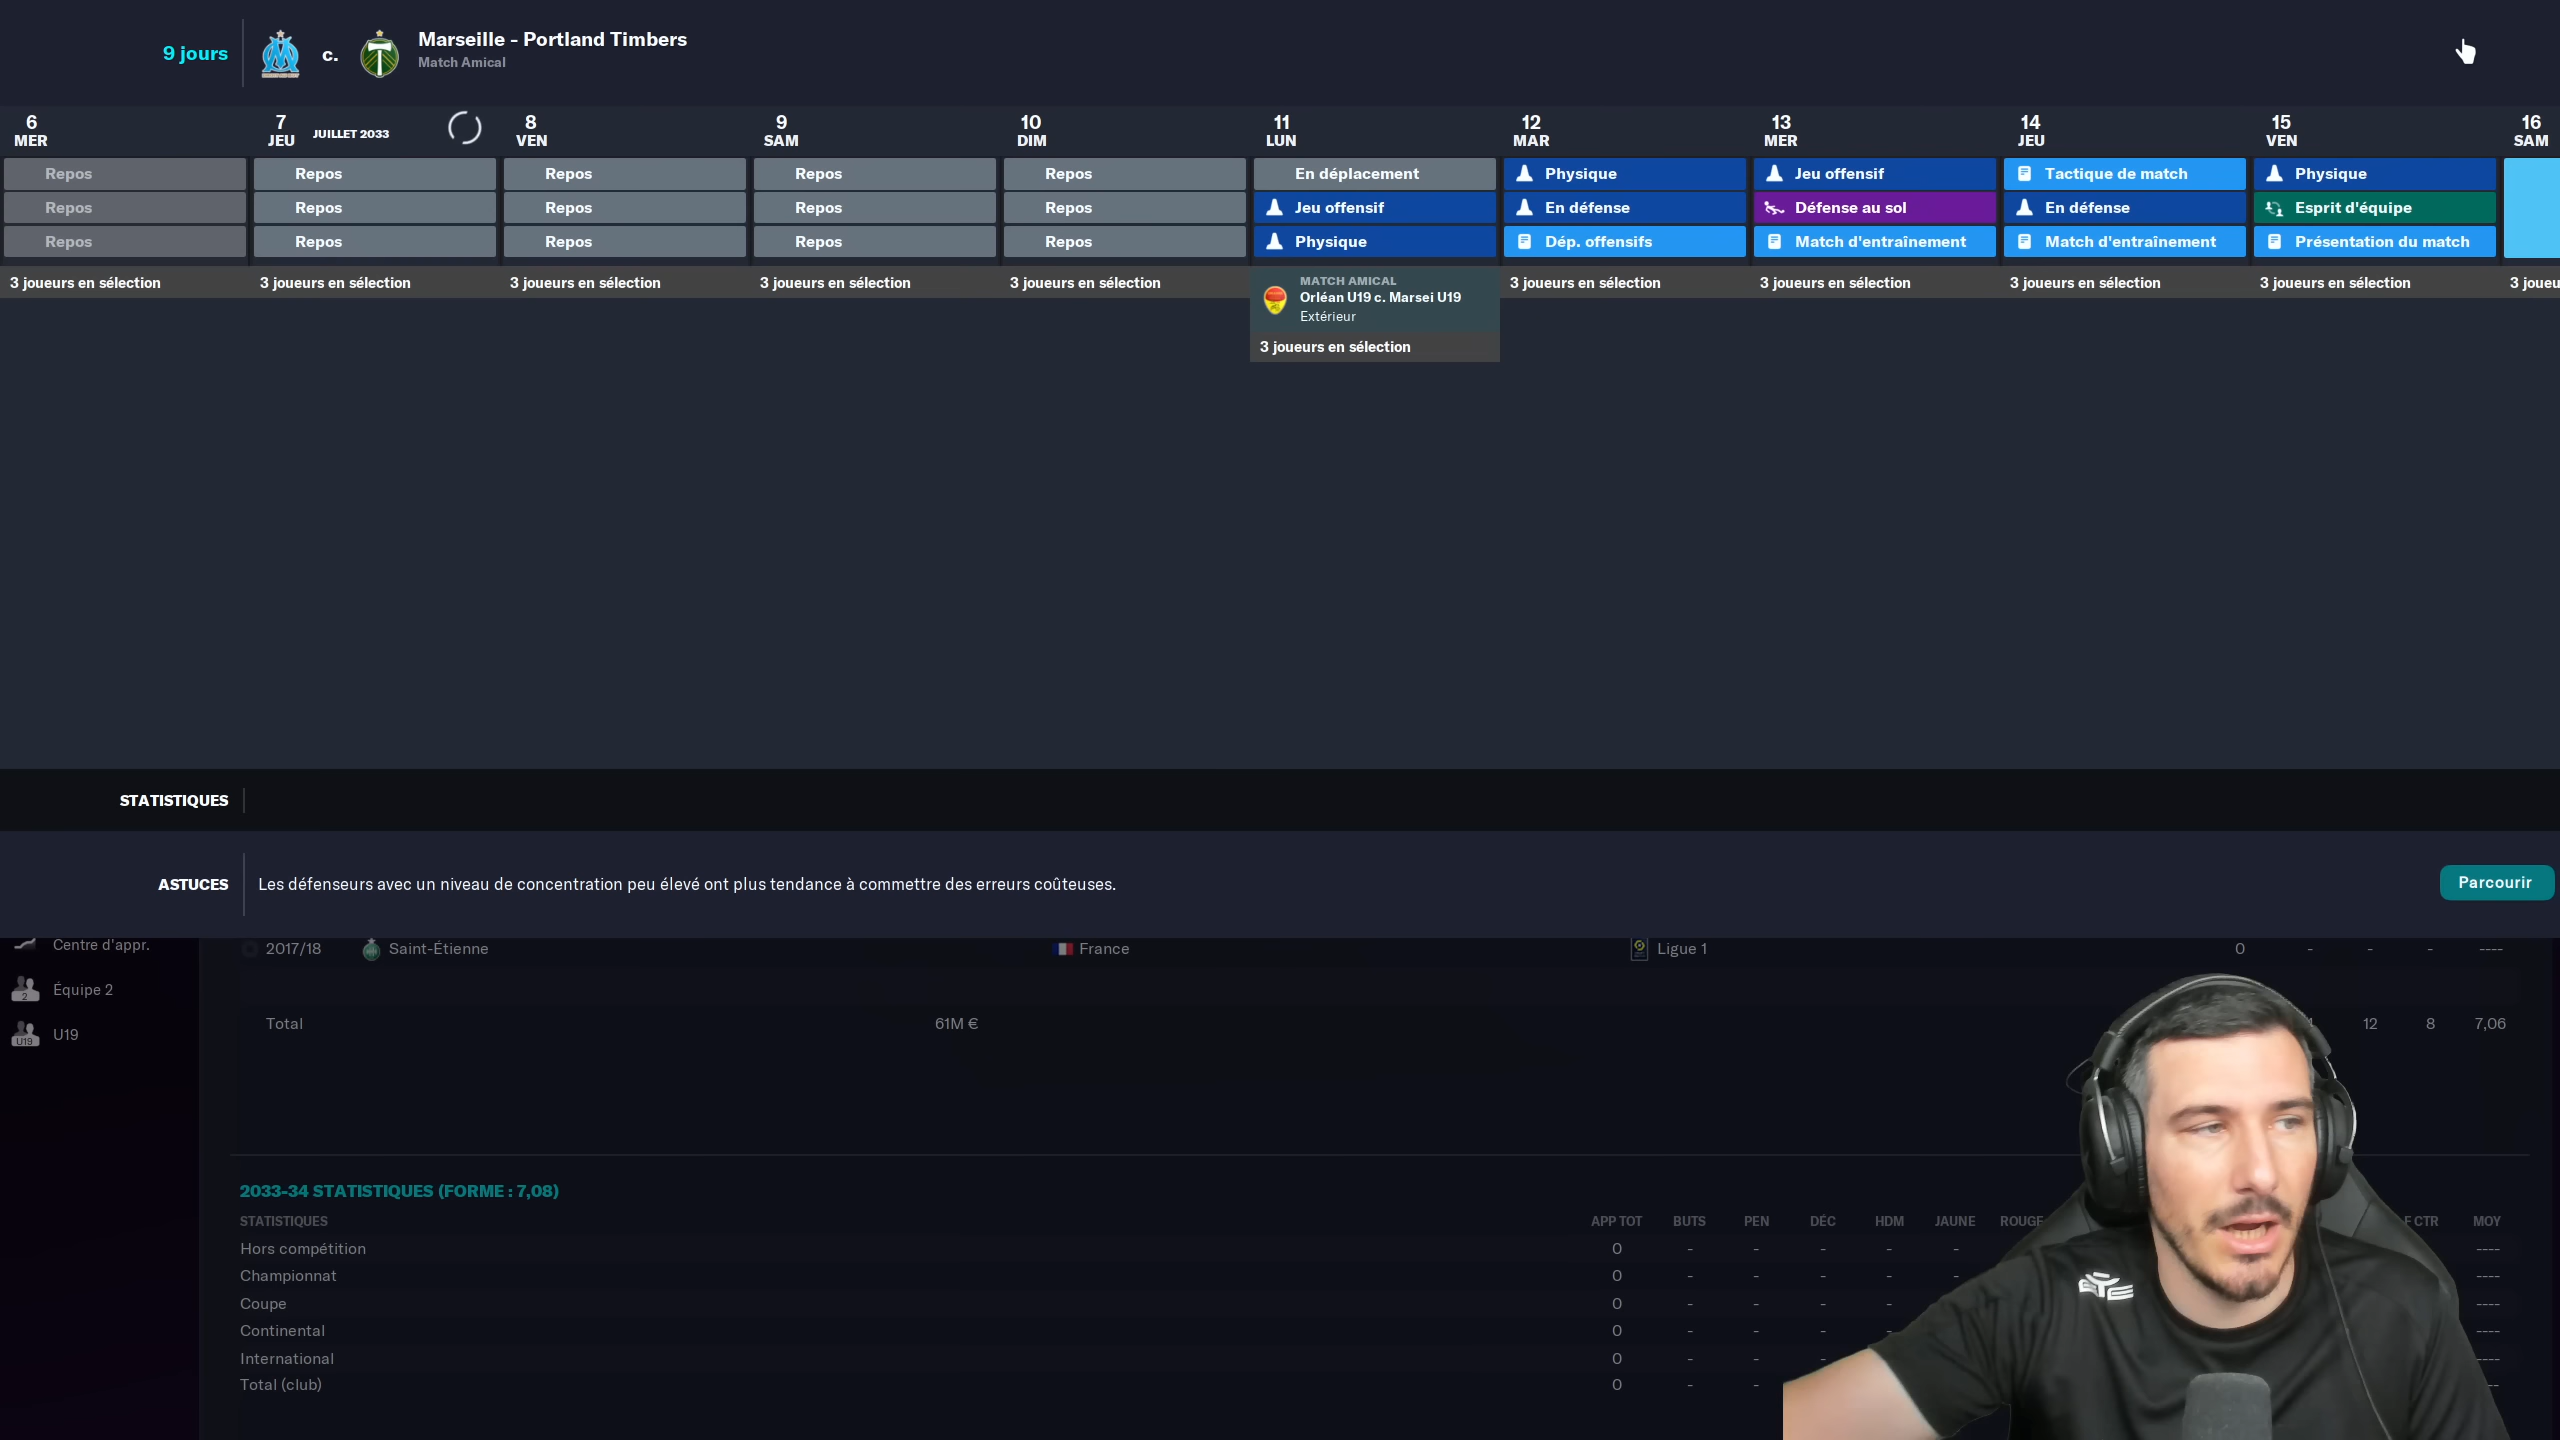 9 jours
c.
Marseille - Portland Timbers
Match Amical
6 MER
7 JEU JUILLET 2033
8 VEN
9 SAM
10 DIM
11 LUN
12 MAR
13 MER
14 JEU
15 VEN
16 SAM
Repos Repos Repos Repos Repos En déplacement Physique Jeu offensif Tactique de match Physique
Repos Repos Repos Repos Repos Jeu offensif En défense Défense au sol En défense Esprit d'équipe
Repos Repos Repos Repos Repos Physique Dép. offensifs Match d'entraînement Match d'entraînement Présentation du match
3 joueurs en sélection 3 joueurs en sélection 3 joueurs en sélection 3 joueurs en sélection 3 joueurs en sélection
MATCH AMICAL
Orléan U19 c. Marsei U19
Extérieur
3 joueurs en sélection
3 joueurs en sélection 3 joueurs en sélection 3 joueurs en sélection 3 joueurs en sélection 3 joueu
STATISTIQUES
ASTUCES Les défenseurs avec un niveau de concentration peu élevé ont plus tendance à commettre des erreurs coûteuses. Parcourir
Centre d'appr.
Équipe 2
U19
2017/18 Saint-Étienne France Ligue 1 0 - - - ----
Total 61M € 12 8 7,06
2033-34 STATISTIQUES (FORME : 7,08)
STATISTIQUES APP TOT BUTS PEN DÉC HDM JAUNE ROUGE F CTR MOY
Hors compétition 0 - - - - - ----
Championnat 0 - - - - - ----
Coupe 0 - - - - ----
Continental 0 - - - - ----
International 0 - - - ----
Total (club) 0 - -